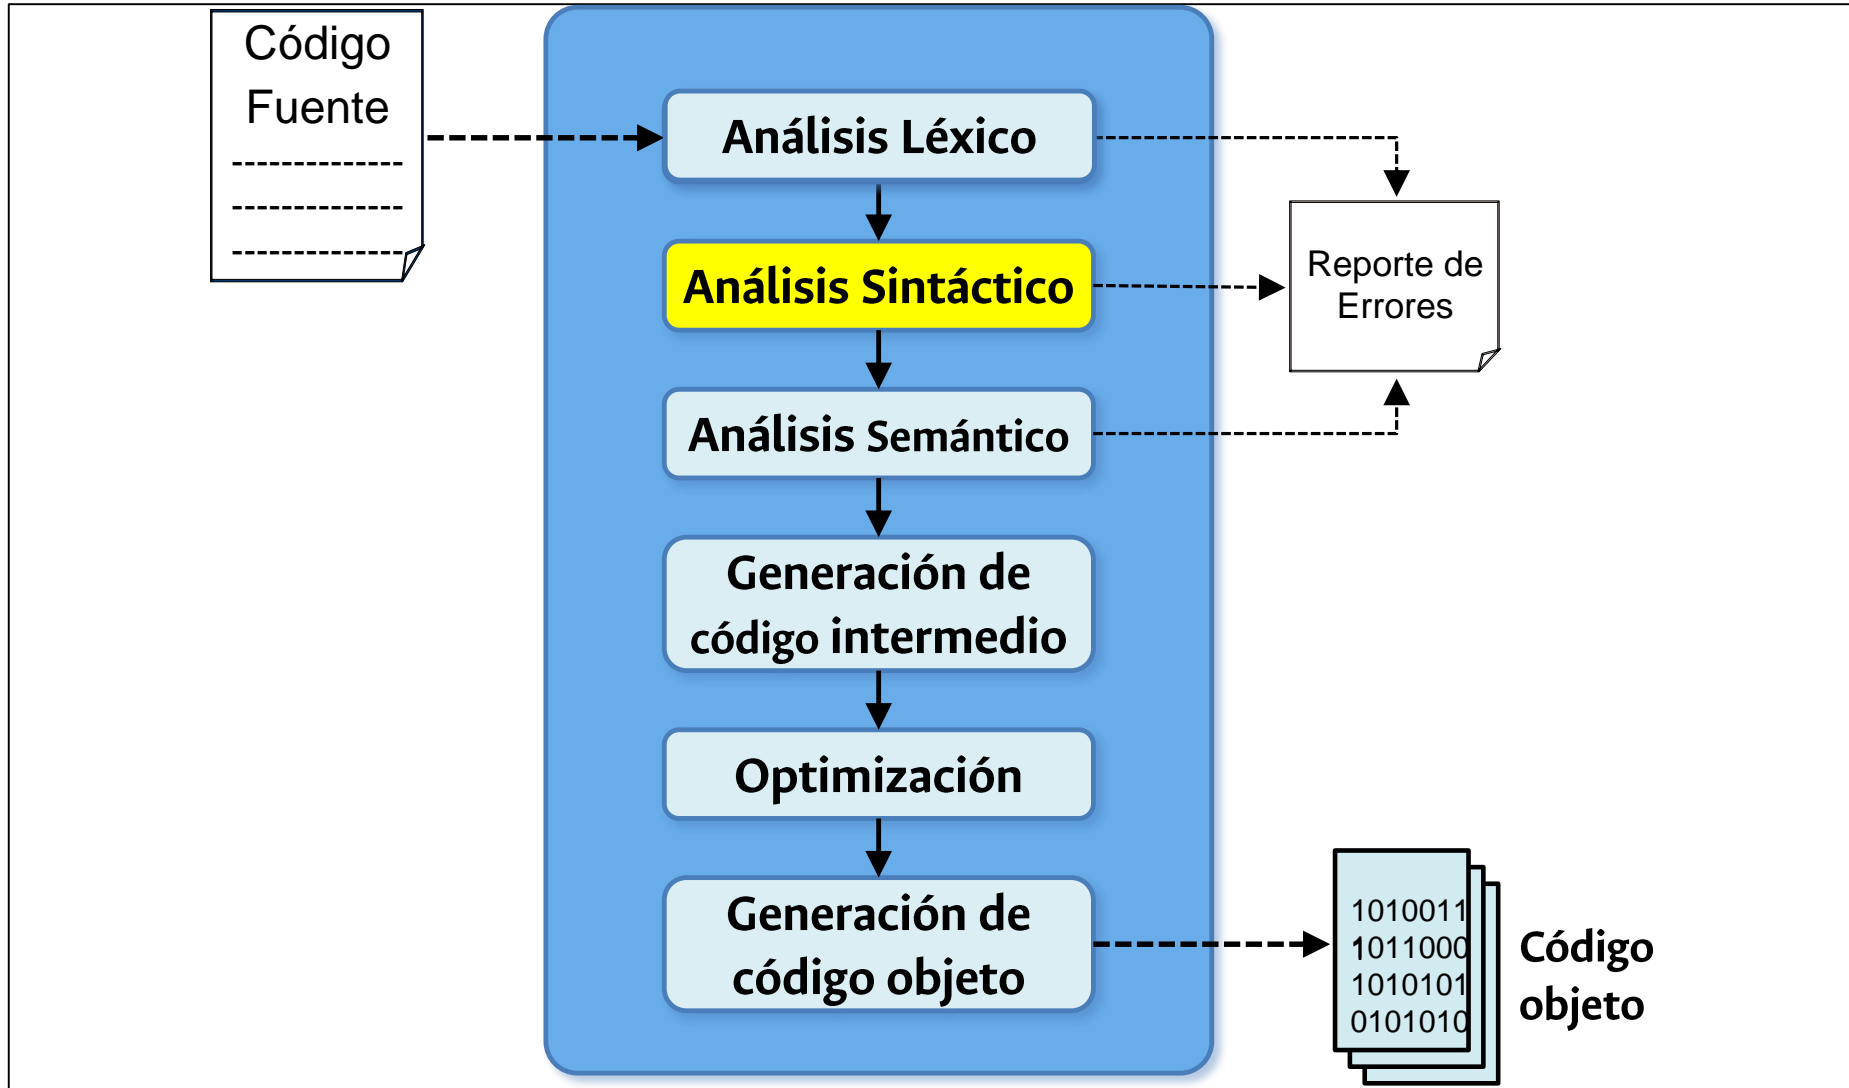 Código
Fuente
Análisis Léxico
Análisis Sintáctico
Reporte de
Errores
Análisis Semántico
Generación de
código intermedio
Optimización
Generación de
código objeto
1010011
1011000
1010101
0101010
Código
objeto